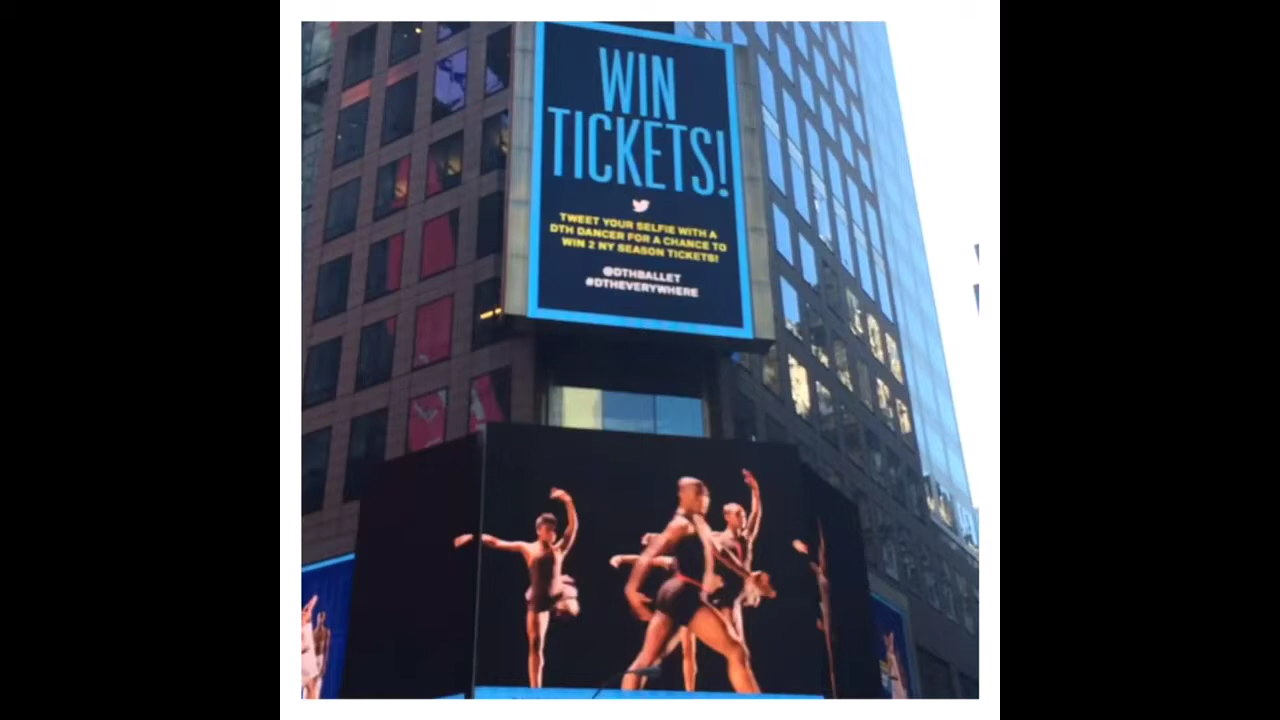 WIN
TICKETS!
TWEET YOUR SELFIE WITH A
DTH DANCER FOR A CHANCE TO
WIN 2 NY SEASON TICKETS!
@DTHBALLET
#DTHEVERYWHERE